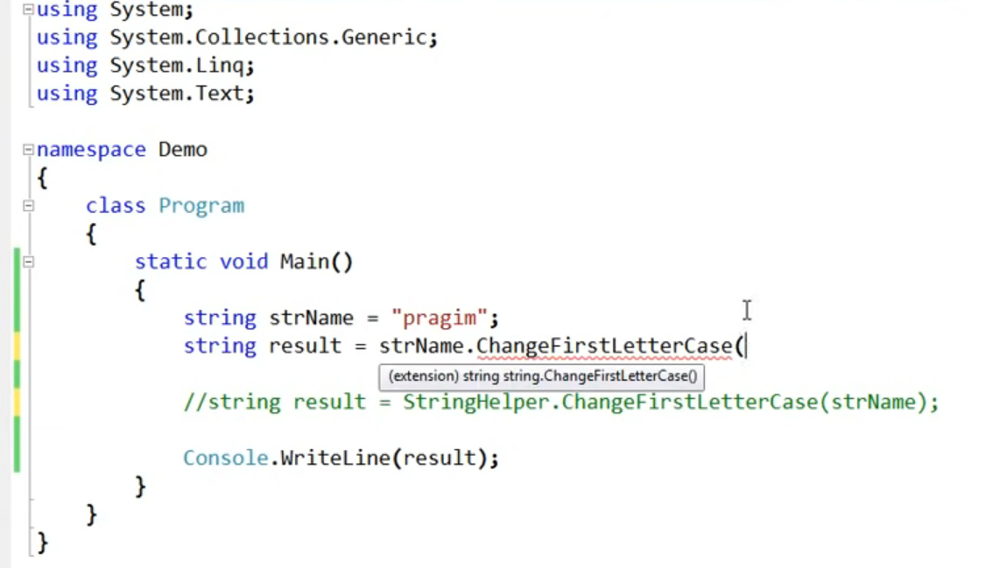 using System;
using System.Collections.Generic;
using System.Linq;
using System.Text;
namespace Demo
{
class Program
{
static void Main()
{
string strName = "pragim";
string result = strName.ChangeFirstLetterCase(
(extension) string string.ChangeFirstLetterCase()
//string result = StringHelper.ChangeFirstLetterCase(strName);
Console.WriteLine(result);
}
}
}